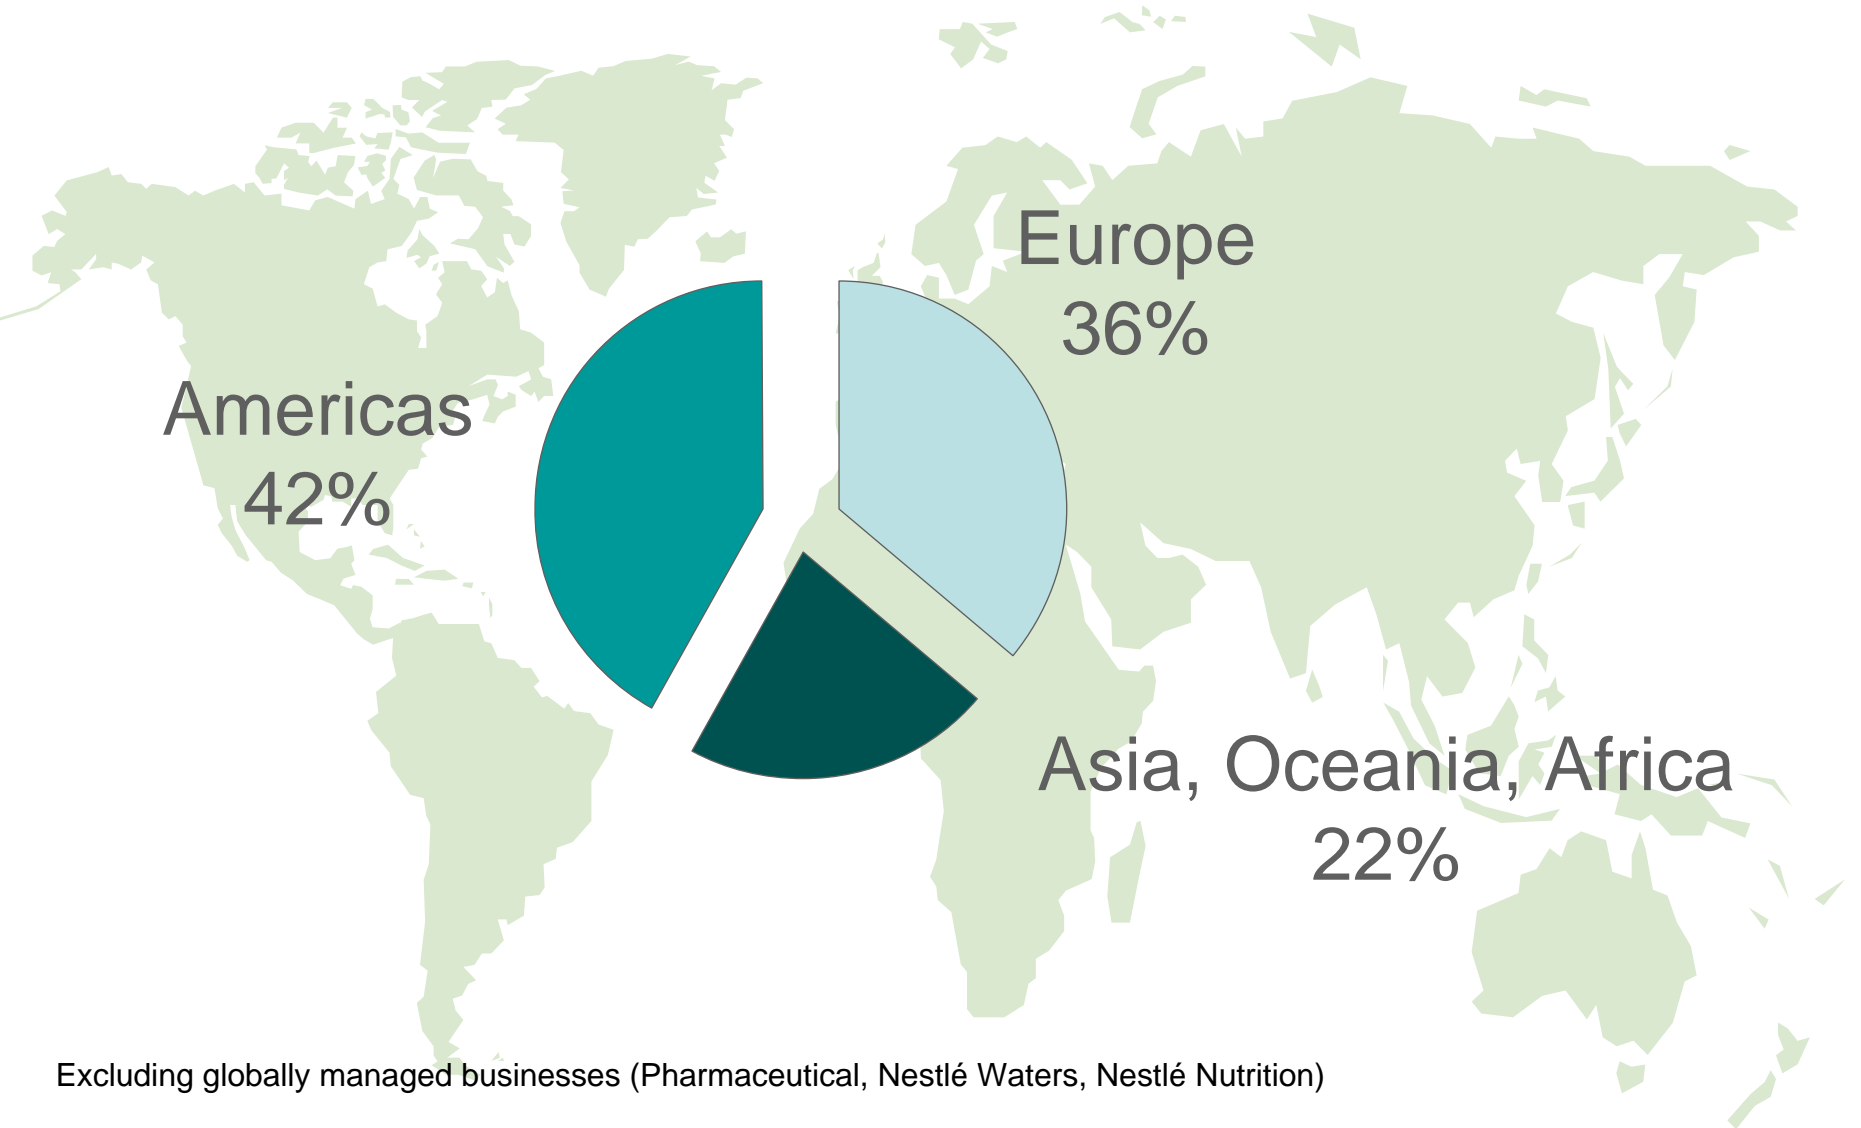 Europe
36%
Americas
42%
Asia, Oceania, Africa
22%
Excluding globally managed businesses (Pharmaceutical, Nestlé Waters, Nestlé Nutrition)